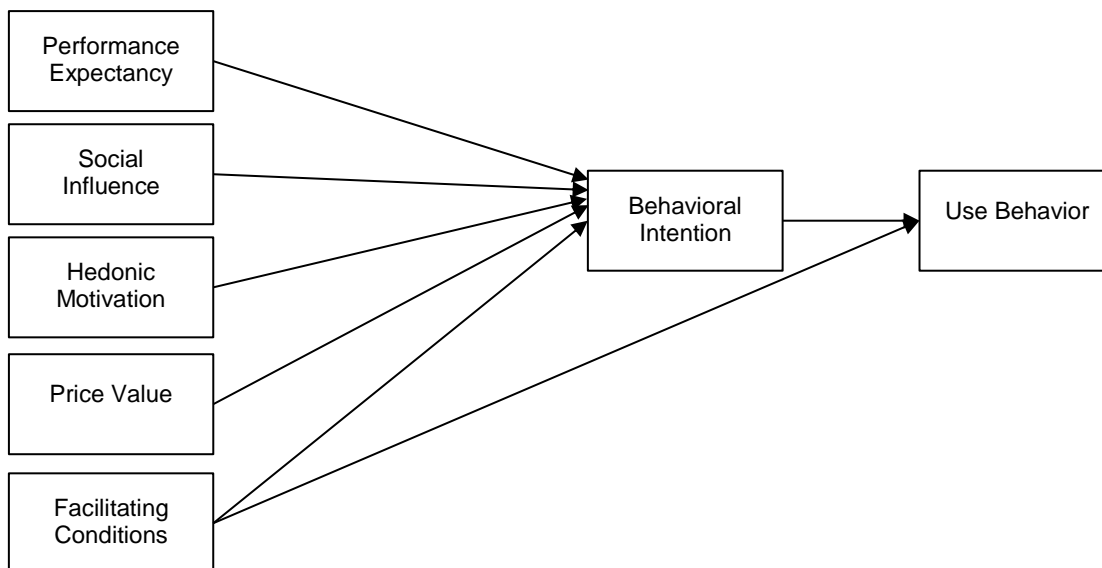 Performance
Expectancy
Social
Influence
Hedonic
Motivation
Price Value
Facilitating
Conditions
Behavioral
Intention
Use Behavior